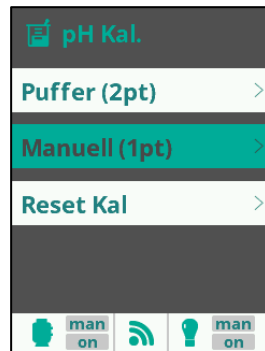 pH Kal.
Puffer (2pt)
Manuell (1pt)
Reset Kal
man
on
man
on